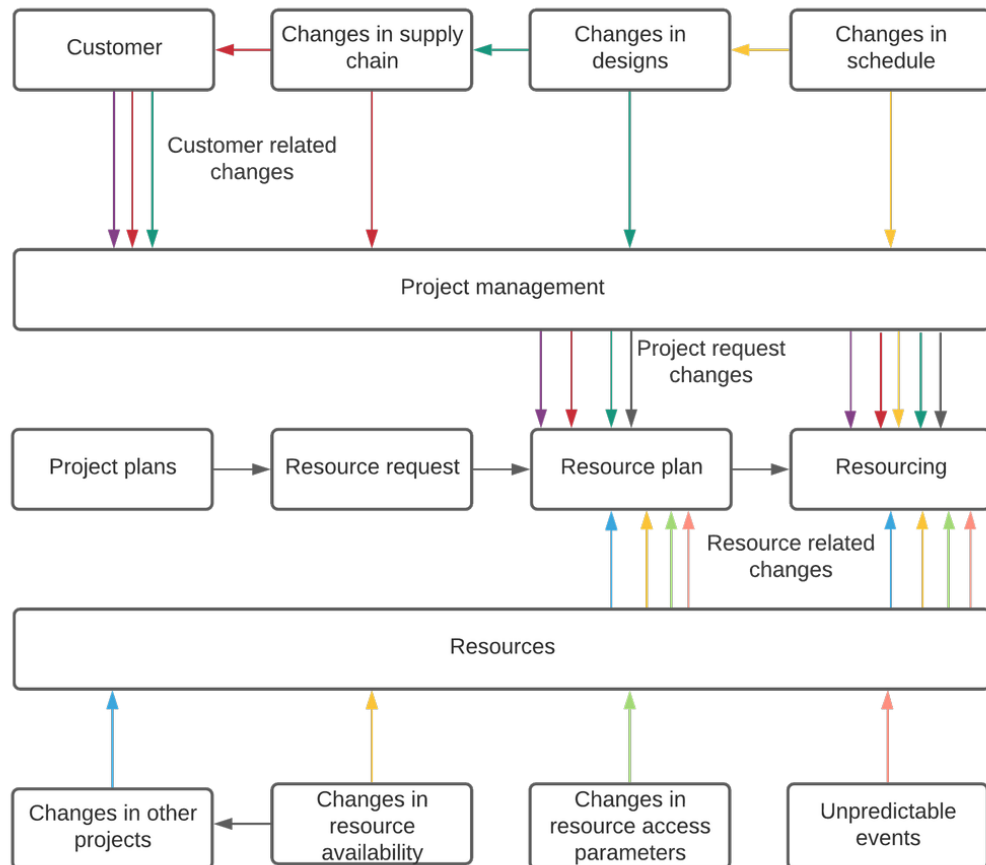 Customer
Changes in supply
chain
Changes in
designs
Changes in
schedule
Customer related
changes
Project management
Project request
changes
Project plans
Resource request
Resource plan
Resourcing
Resource related
changes
Resources
Changes in other
projects
Changes in
resource
availability
Changes in
resource access
parameters
Unpredictable
events